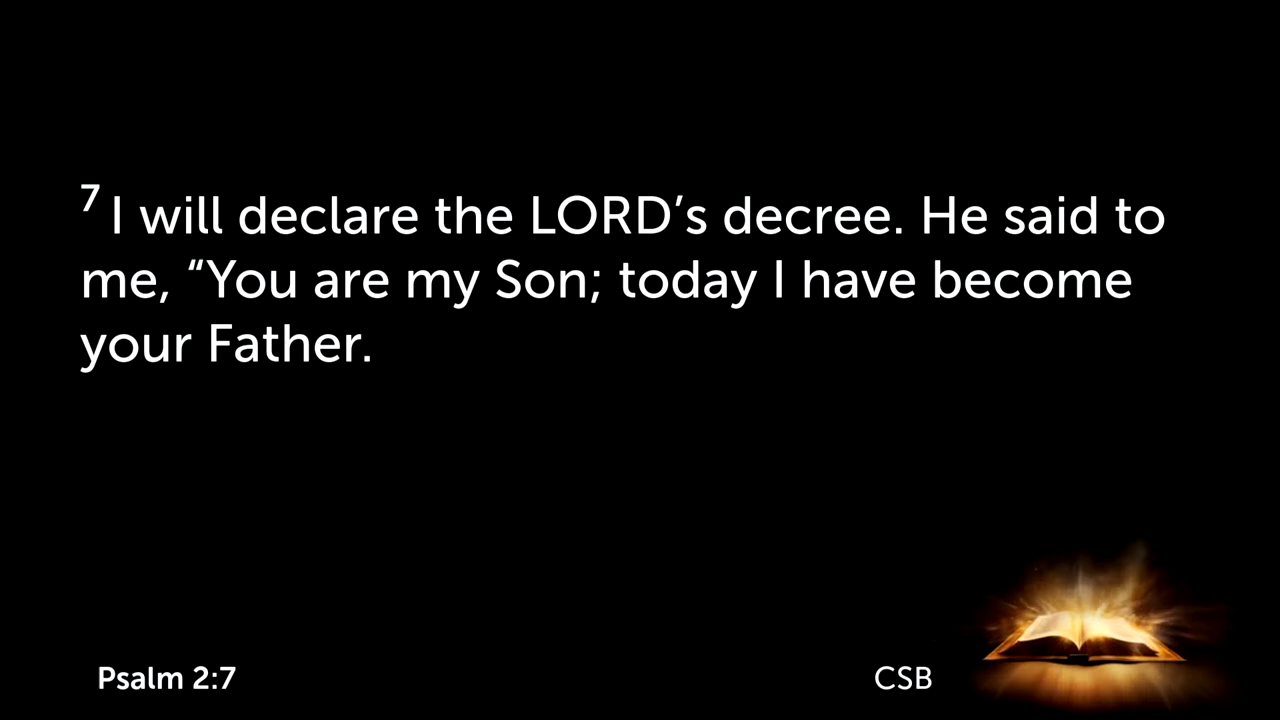 7 I will declare the LORD’s decree. He said to
me, “You are my Son; today I have become
your Father.
Psalm 2:7
CSB